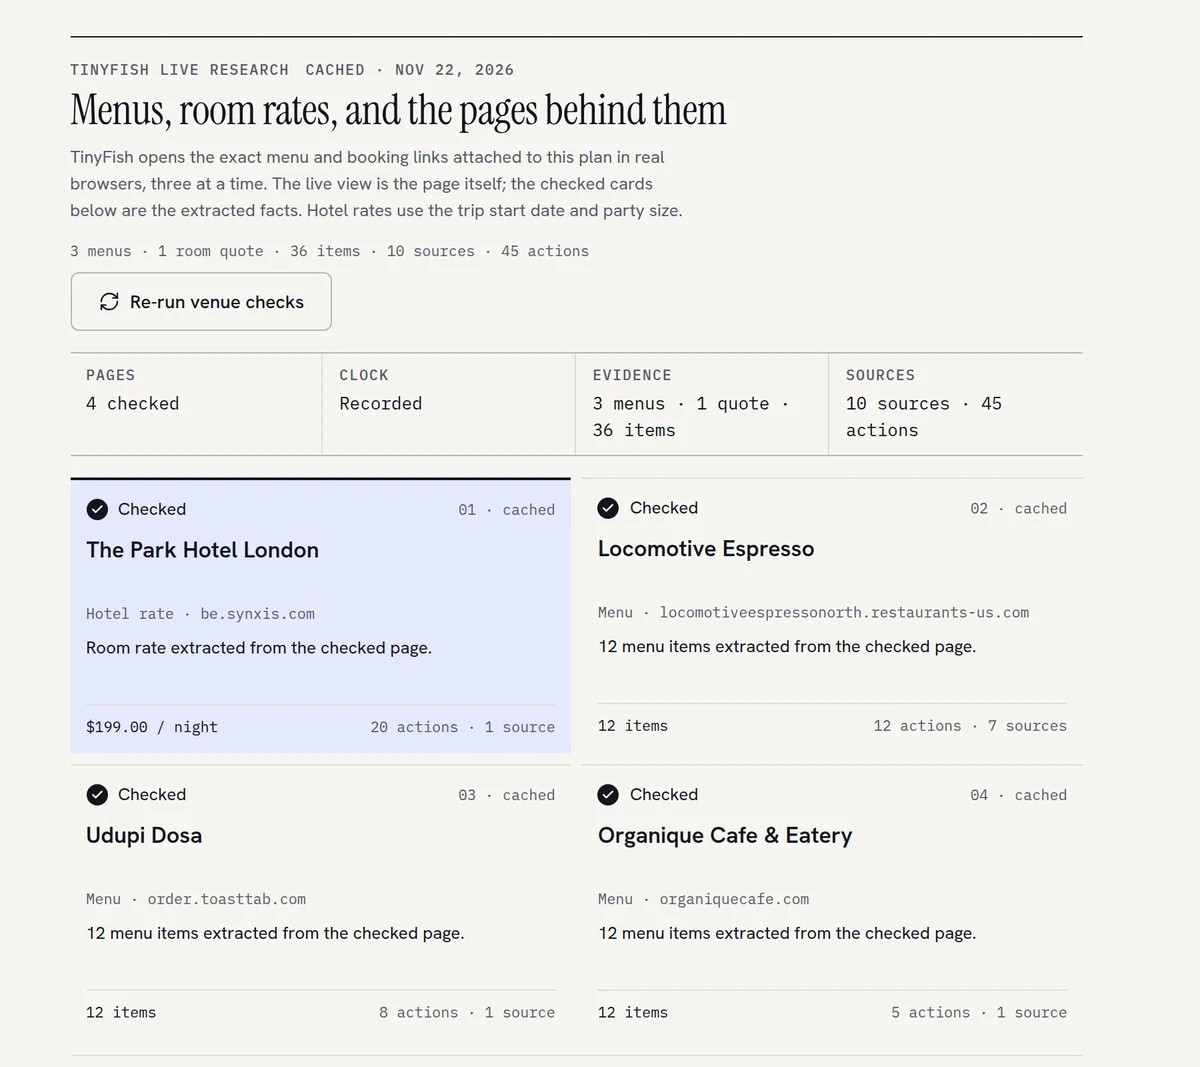 TINYFISH LIVE RESEARCH CACHED · NOV 22, 2026
Menus, room rates, and the pages behind them
TinyFish opens the exact menu and booking links attached to this plan in real
browsers, three at a time. The live view is the page itself; the checked cards
below are the extracted facts. Hotel rates use the trip start date and party size.
3 menus · 1 room quote · 36 items · 10 sources · 45 actions
Re-run venue checks
PAGES
4 checked
CLOCK
Recorded
EVIDENCE
3 menus · 1 quote ·
36 items
SOURCES
10 sources · 45
actions
Checked
01 · cached
The Park Hotel London
Hotel rate · be.synxis.com
Room rate extracted from the checked page.
$199.00 / night
20 actions · 1 source
Checked
02 · cached
Locomotive Espresso
Menu · locomotiveespressonorth.restaurants-us.com
12 menu items extracted from the checked page.
12 items
12 actions · 7 sources
Checked
03 · cached
Udupi Dosa
Menu · order.toasttab.com
12 menu items extracted from the checked page.
12 items
8 actions · 1 source
Checked
04 · cached
Organique Cafe & Eatery
Menu · organiquecafe.com
12 menu items extracted from the checked page.
12 items
5 actions · 1 source